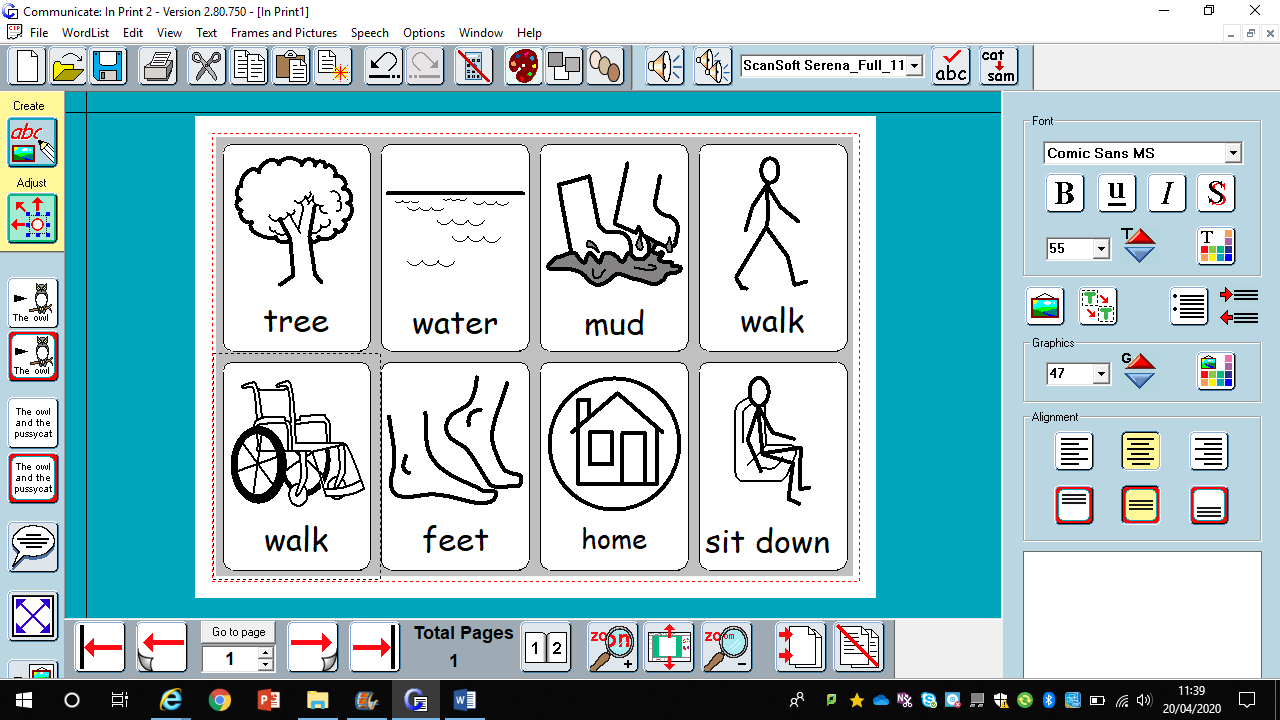 Communicate: In Print 2 - Version 2.80.750 - [In Print1]
File WordList Edit View Text Frames and Pictures Speech Options Window Help
ScanSoft Serena_Full_11
abc
cat
sam
Create
abc
Adjust
The owl
The owl
The owl
and the
pussycat
The owl
and the
pussycat
tree
water
mud
walk
walk
feet
home
sit down
Font
Comic Sans MS
B u I S
55
T
T
Graphics
47
G
Alignment
Go to page
1
Total Pages
1
1 2
zoom
+
zoom
-
11:39
20/04/2020